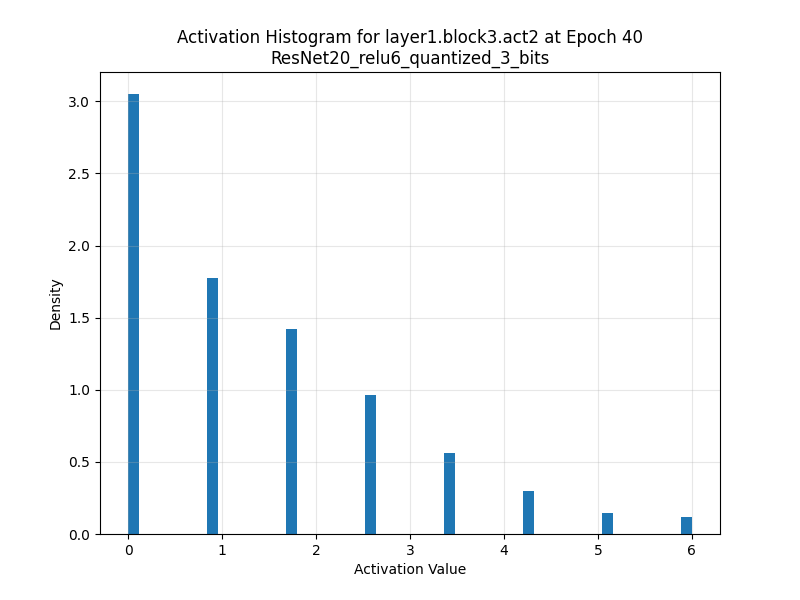 Activation Histogram for layer1.block3.act2 at Epoch 40
ResNet20_relu6_quantized_3_bits
3.0
2.5
2.0
1.5
1.0
0.5
0.0
Density
0 1 2 3 4 5 6
Activation Value